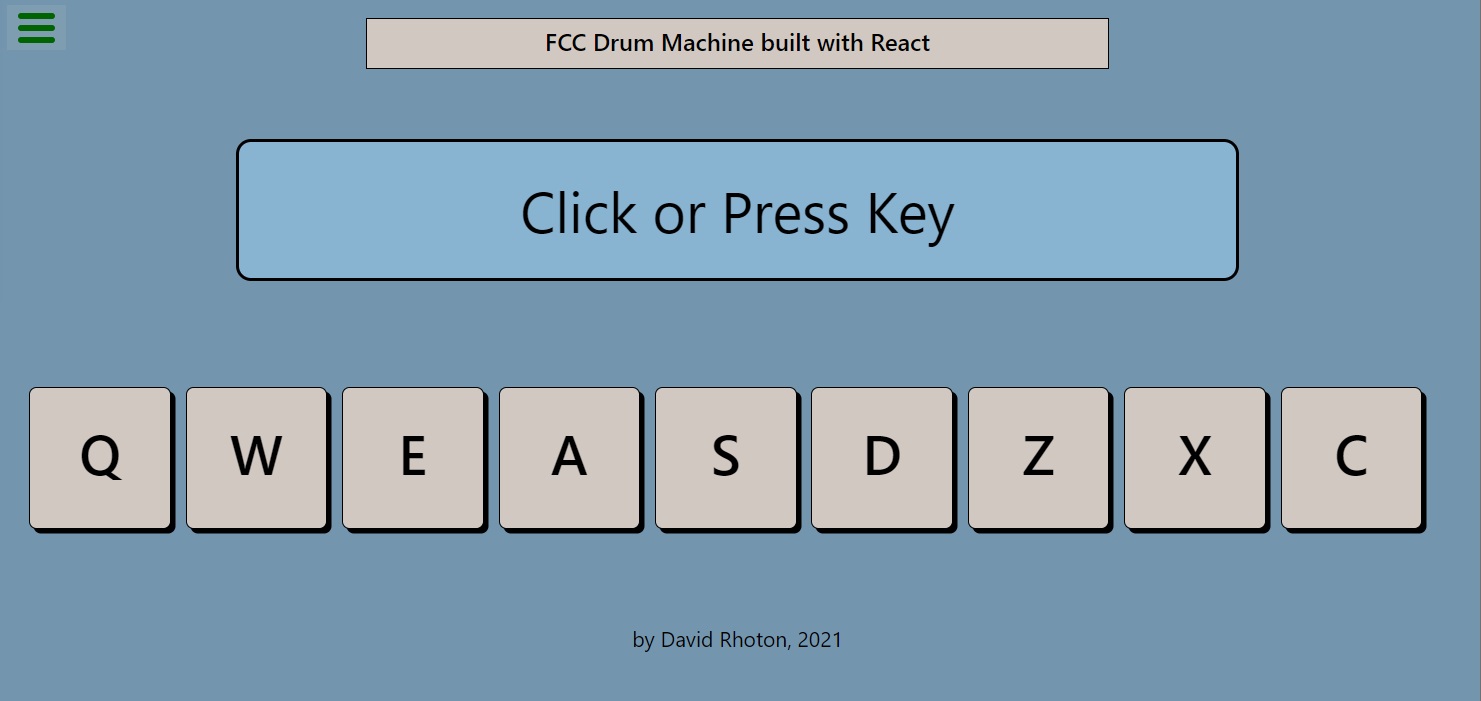 FCC Drum Machine built with React
Click or Press Key
Q W E A S D Z X C
by David Rhoton, 2021